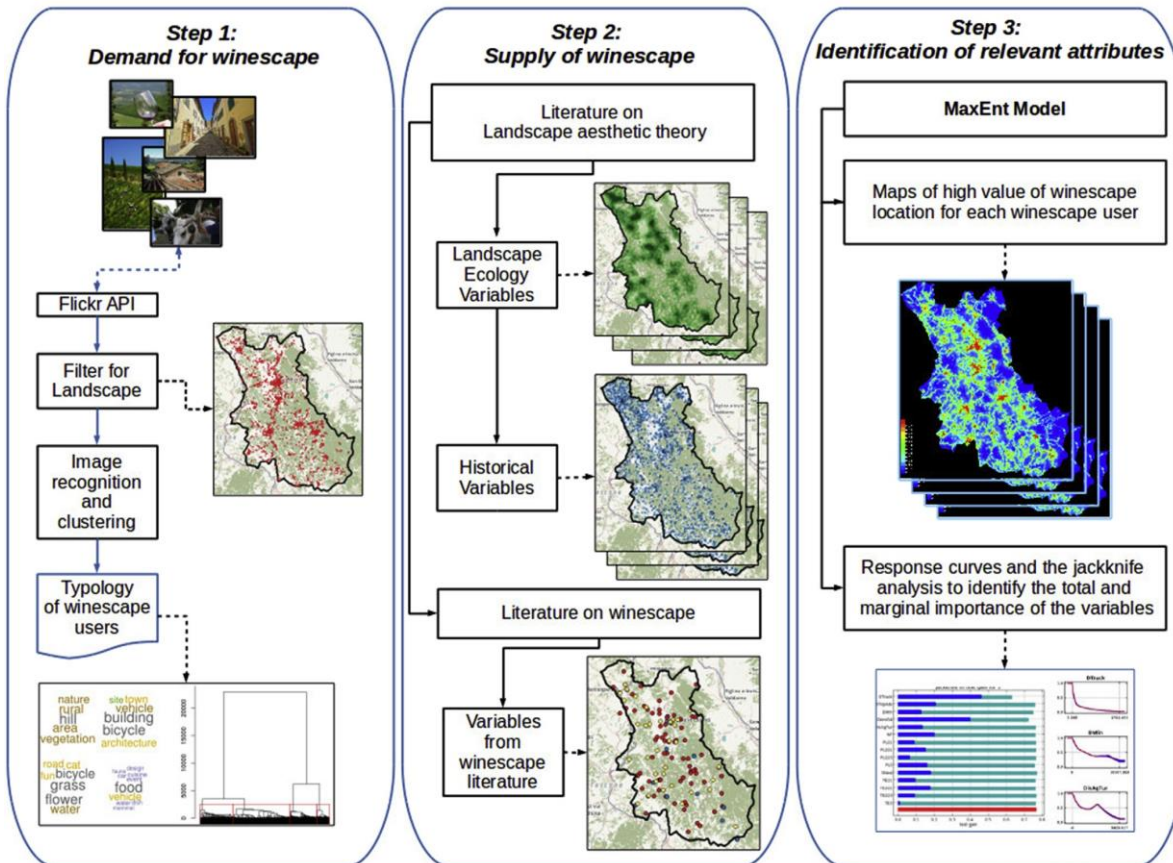 Step 1:
Demand for winescape
Flickr API
Filter for
Landscape
Image
recognition
and
clustering
Typology
of winescape
users
nature
rural
hill
area
vegetation
site town
vehicle
building
bicycle
architecture
road cat
fun bicycle
grass
flower
water
food
vehicle
0
5000
10000
15000
20000
Step 2:
Supply of winescape
Literature on
Landscape aesthetic theory
Landscape
Ecology
Variables
Historical
Variables
Literature on winescape
Variables
from
winescape
literature
Step 3:
Identification of relevant attributes
MaxEnt Model
Maps of high value of winescape
location for each winescape user
Response curves and the jackknife
analysis to identify the total and
marginal importance of the variables